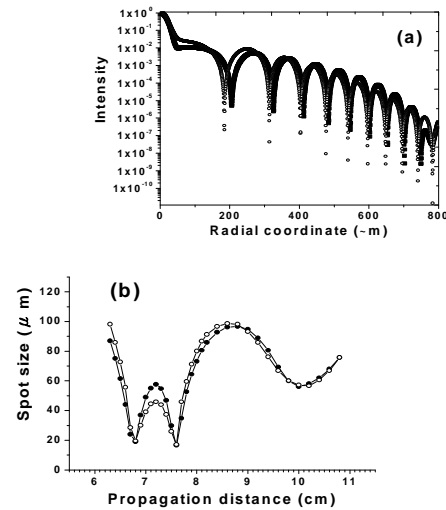 (a)
Intensity
1x10⁰
1x10⁻¹
1x10⁻²
1x10⁻³
1x10⁻⁴
1x10⁻⁵
1x10⁻⁶
1x10⁻⁷
1x10⁻⁸
1x10⁻⁹
1x10⁻¹⁰
0 200 400 600 800
Radial coordinate (~m)
(b)
Spot size (μ m)
120
100
80
60
40
20
0
6 7 8 9 10 11
Propagation distance (cm)